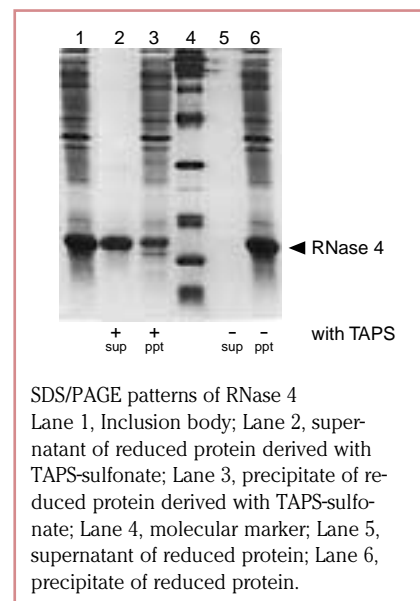 1 2 3 4 5 6
◄ RNase 4
+ + − − with TAPS
sup ppt sup ppt
SDS/PAGE patterns of RNase 4
Lane 1, Inclusion body; Lane 2, super-
natant of reduced protein derived with
TAPS-sulfonate; Lane 3, precipitate of re-
duced protein derived with TAPS-sulfo-
nate; Lane 4, molecular marker; Lane 5,
supernatant of reduced protein; Lane 6,
precipitate of reduced protein.